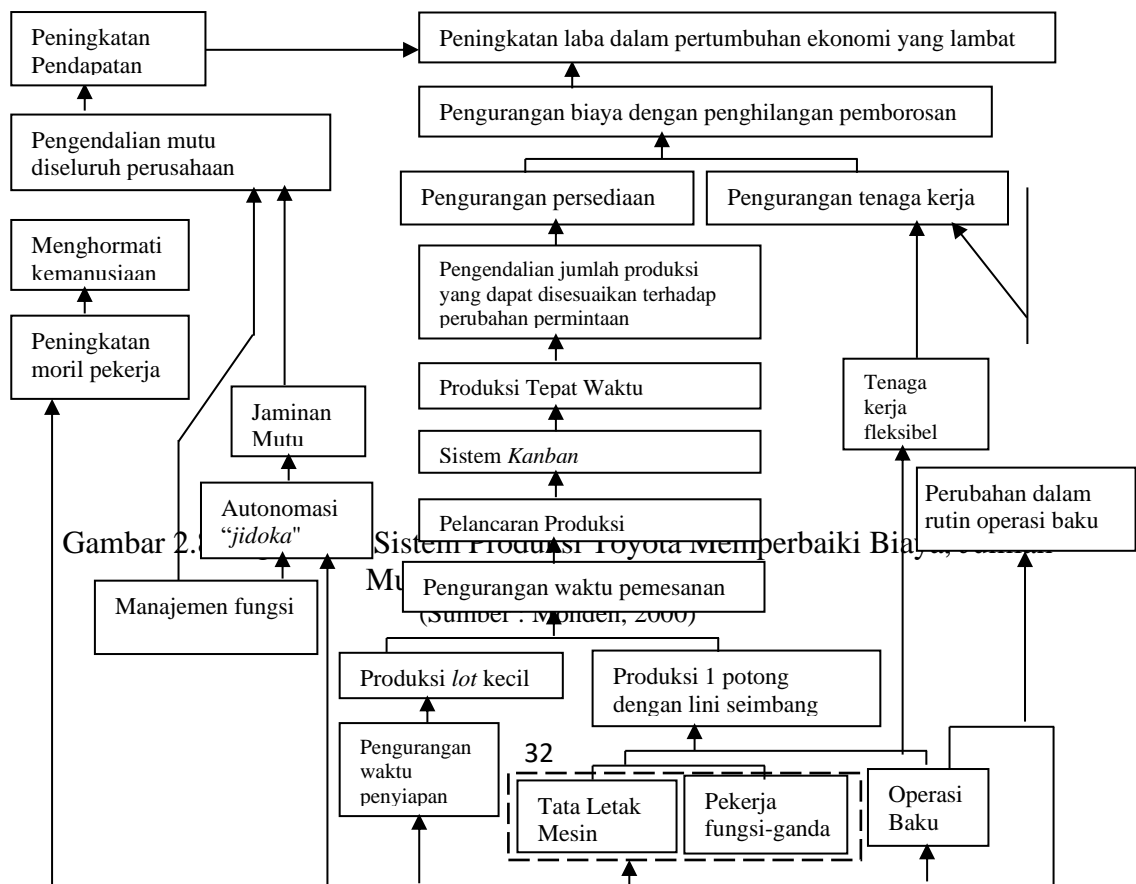 Peningkatan
Pendapatan
Peningkatan laba dalam pertumbuhan ekonomi yang lambat
Pengurangan biaya dengan penghilangan pemborosan
Pengendalian mutu
diseluruh perusahaan
Pengurangan persediaan
Pengurangan tenaga kerja
Menghormati
kemanusiaan
Pengendalian jumlah produksi
yang dapat disesuaikan terhadap
perubahan permintaan
Peningkatan
moril pekerja
Produksi Tepat Waktu
Tenaga
kerja
fleksibel
Jaminan
Mutu
Sistem Kanban
Autonomasi
“jidoka"
Pelancaran Produksi
Perubahan dalam
rutin operasi baku
Gambar Sistem Produksi Toyota Memperbaiki
Pengurangan waktu pemesanan
Manajemen fungsi
(Sumber : Monden, 2000)
Produksi lot kecil
Produksi 1 potong
dengan lini seimbang
Pengurangan
waktu
penyiapan
32
Tata Letak
Mesin
Pekerja
fungsi-ganda
Operasi
Baku